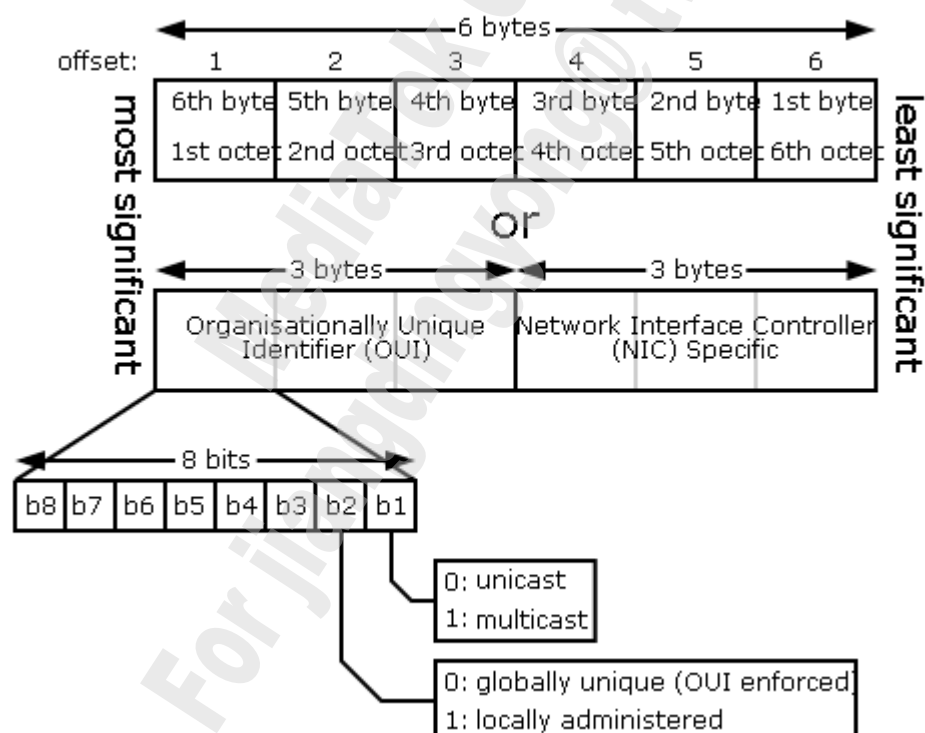 6 bytes
offset: 1 2 3 4 5 6
6th byte 5th byte 4th byte 3rd byte 2nd byte 1st byte
1st octet 2nd octet 3rd octet 4th octet 5th octet 6th octet
most significant
least significant
or
3 bytes 3 bytes
Organisationally Unique
Identifier (OUI)
Network Interface Controller
(NIC) Specific
8 bits
b8 b7 b6 b5 b4 b3 b2 b1
0: unicast
1: multicast
0: globally unique (OUI enforced)
1: locally administered
MediaTek
For jiangdingyong@